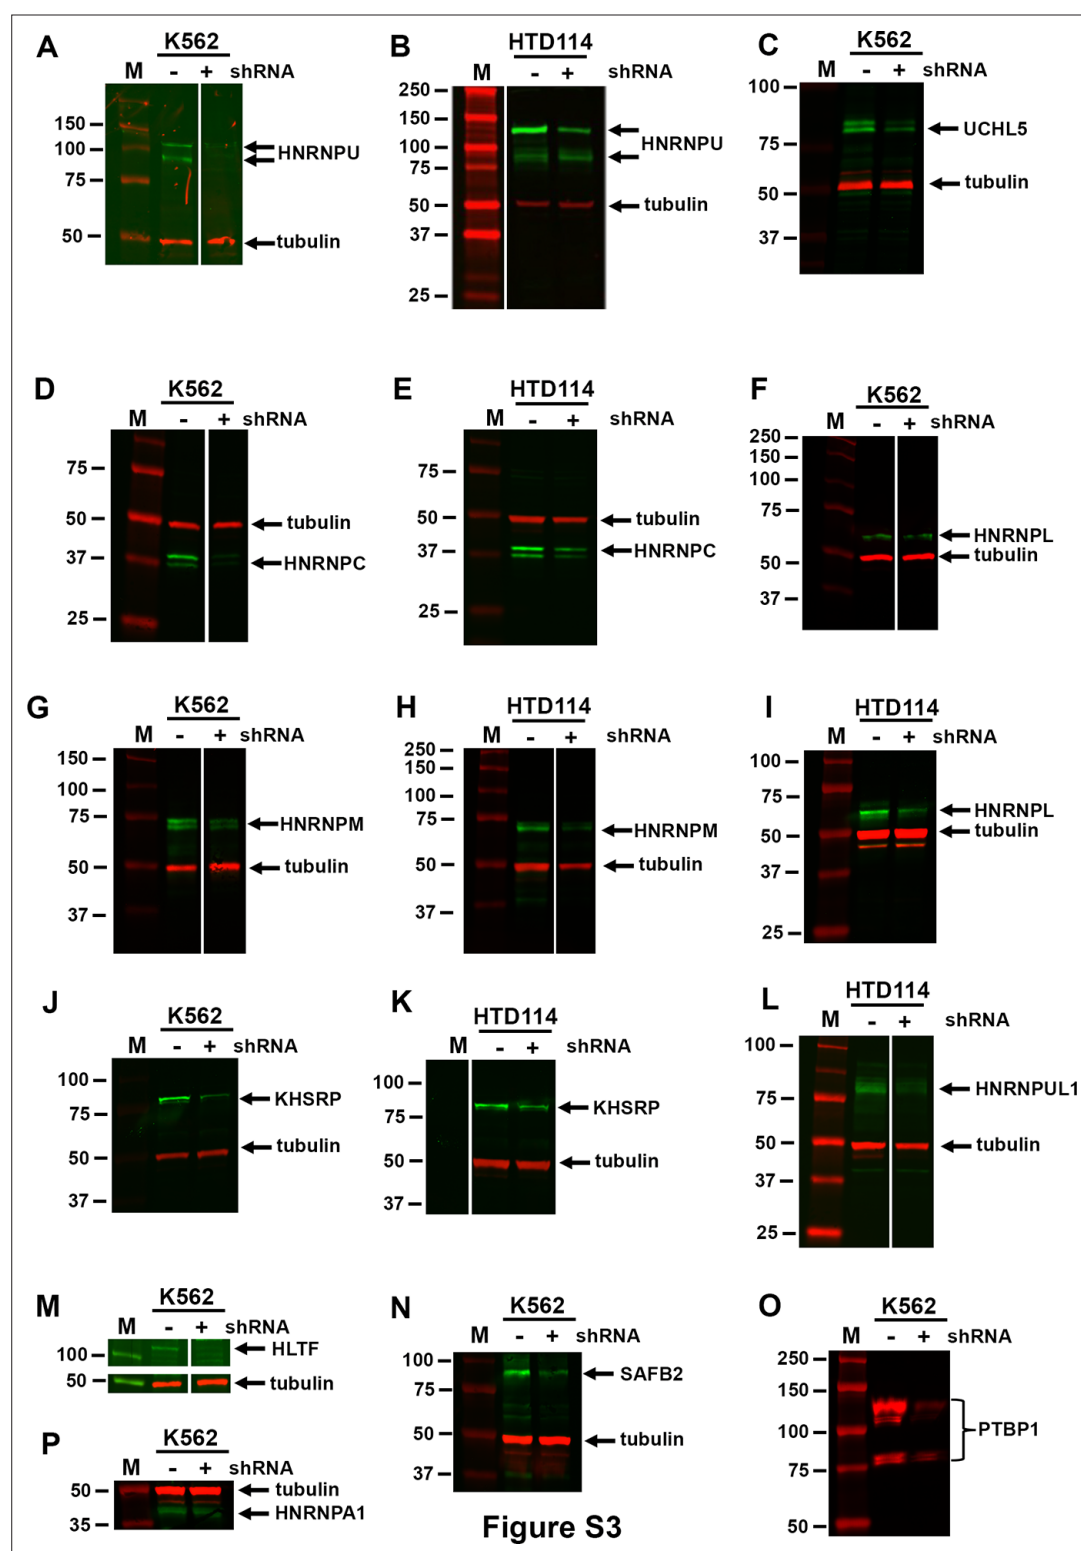 A
K562
M - + shRNA
150
100
75
50
HNRNPU
tubulin
B
HTD114
M - + shRNA
250
150
100
75
50
37
25
HNRNPU
tubulin
C
K562
M - + shRNA
100
75
50
37
UCHL5
tubulin
D
K562
M - + shRNA
75
50
37
25
tubulin
HNRNPC
E
HTD114
M - + shRNA
75
50
37
25
tubulin
HNRNPC
F
K562
M - + shRNA
250
150
100
75
50
37
HNRNPL
tubulin
G
K562
M - + shRNA
150
100
75
50
37
HNRNPM
tubulin
H
HTD114
M - + shRNA
250
150
100
75
50
37
HNRNPM
tubulin
I
HTD114
M - + shRNA
100
75
50
37
25
HNRNPL
tubulin
J
K562
M - + shRNA
100
75
50
37
KHSRP
tubulin
K
HTD114
M - + shRNA
100
75
50
37
KHSRP
tubulin
L
HTD114
M - + shRNA
100
75
50
37
25
HNRNPUL1
tubulin
M
K562
M - + shRNA
100
50
HLTF
tubulin
N
K562
M - + shRNA
100
75
50
37
SAFB2
tubulin
O
K562
M - + shRNA
250
150
100
75
50
PTBP1
P
K562
M - + shRNA
50
35
tubulin
HNRNPA1
Figure S3